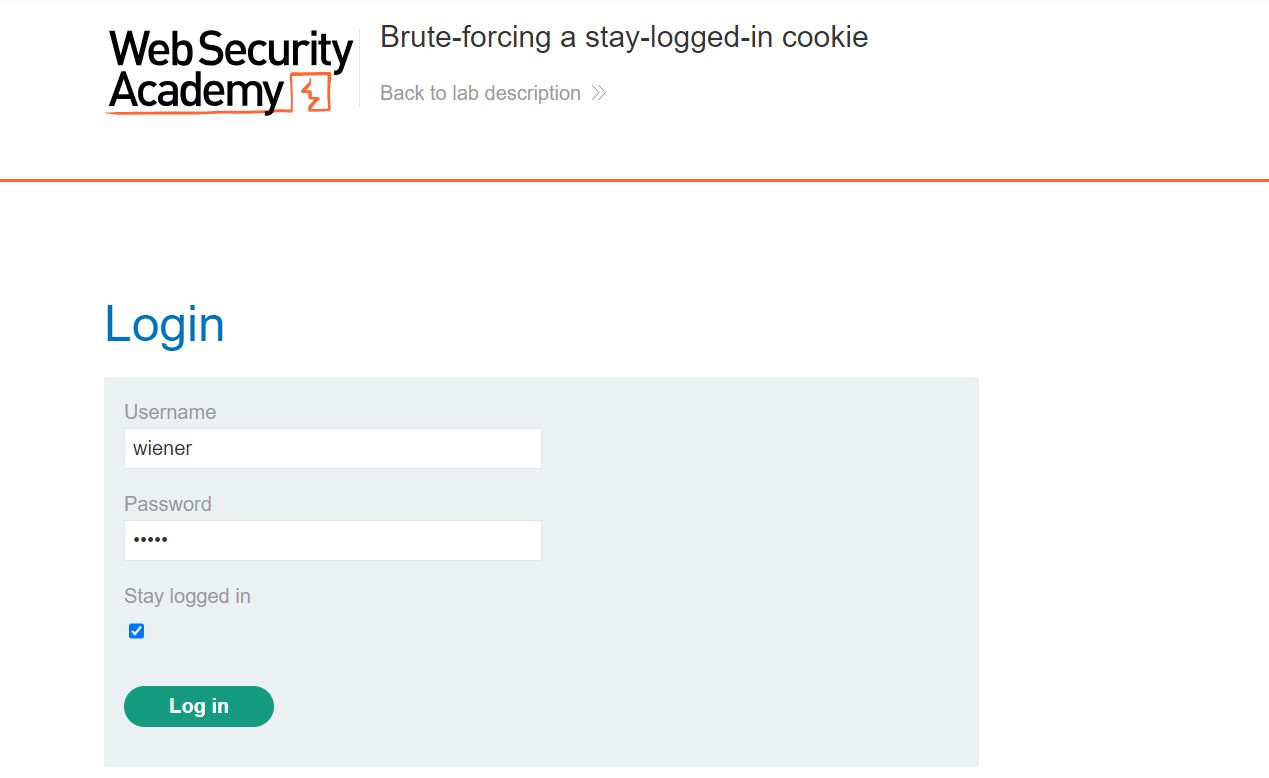 Web Security
Academy
Brute-forcing a stay-logged-in cookie
Back to lab description
Login
Username
wiener
Password
•••••
Stay logged in
Log in